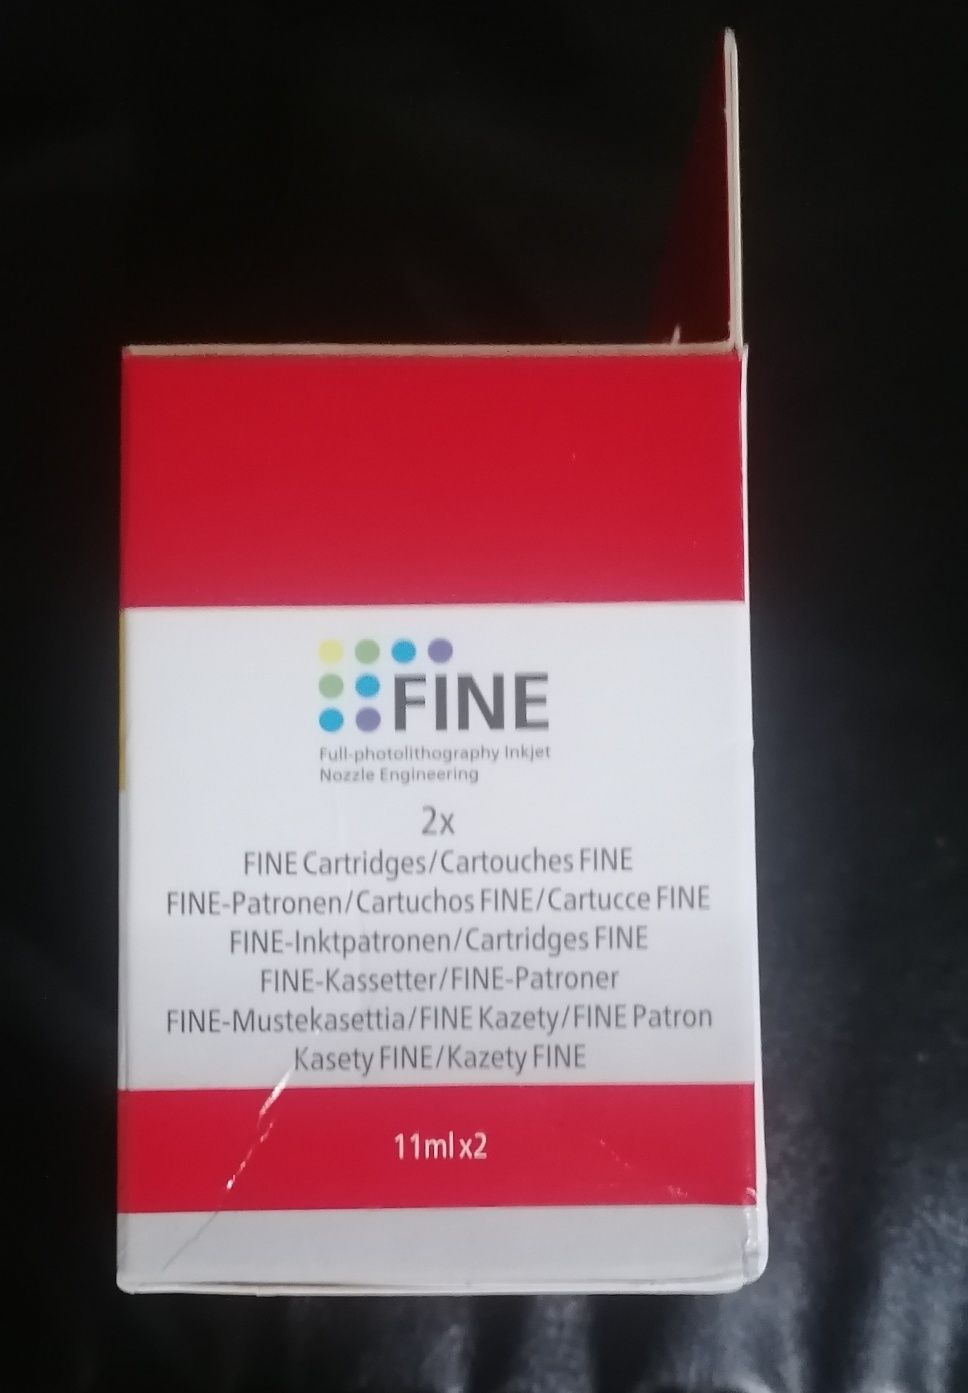 FINE
Full-photolithography Inkjet
Nozzle Engineering
2x
FINE Cartridges/Cartouches FINE
FINE-Patronen/Cartuchos FINE/Cartucce FINE
FINE-Inktpatronen/Cartridges FINE
FINE-Kassetter/FINE-Patroner
FINE-Mustekasettia/FINE Kazety/FINE Patron
Kasety FINE/Kazety FINE
11ml x2